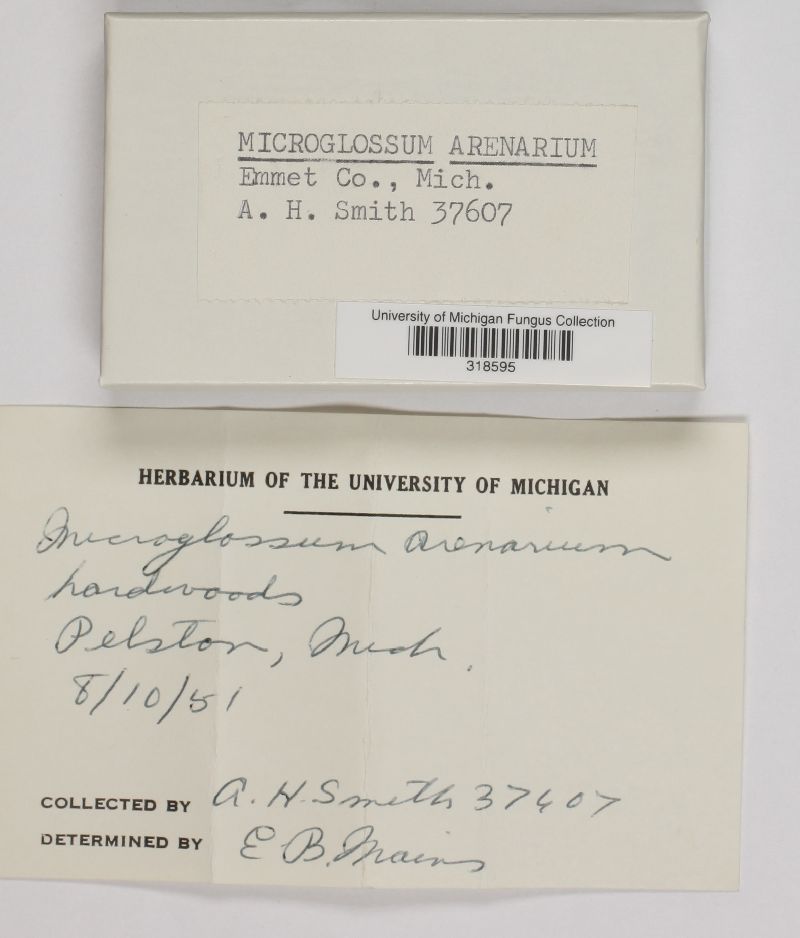 MICROGLOSSUM ARENARIUM
Emmet Co., Mich.
A. H. Smith 37607
University of Michigan Fungus Collection
318595
HERBARIUM OF THE UNIVERSITY OF MICHIGAN
Microglossum arenarium
hardwoods
Pelston, Mich.
8/10/51
COLLECTED BY A. H. Smith 37607
DETERMINED BY E B. Mains